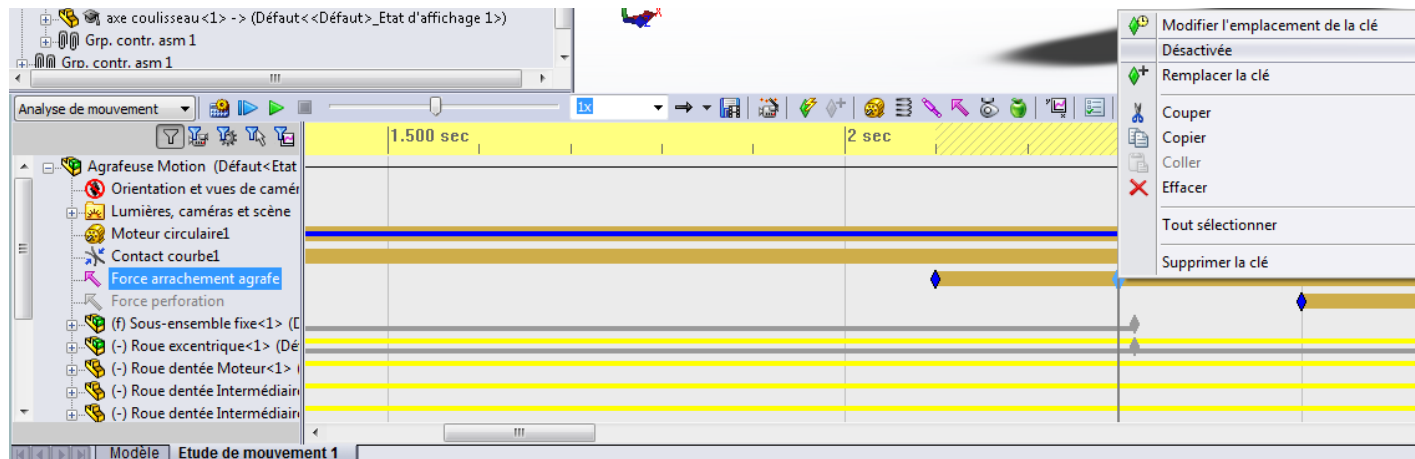 axe coulisseau<1> -> (Défaut<<Défaut>_Etat d'affichage 1>)
Grp. contr. asm 1
Grp. contr. asm 1
Modifier l'emplacement de la clé
Désactivée
Remplacer la clé
Couper
Copier
Coller
Effacer
Tout sélectionner
Supprimer la clé
Analyse de mouvement
1x
1.500 sec
2 sec
Agrafeuse Motion (Défaut<Etat
Orientation et vues de camér
Lumières, caméras et scène
Moteur circulaire1
Contact courbe1
Force arrachement agrafe
Force perforation
(f) Sous-ensemble fixe<1> (D
(-) Roue excentrique<1> (Dé
(-) Roue dentée Moteur<1> (
(-) Roue dentée Intermédiair
(-) Roue dentée Intermédiair
Modèle
Etude de mouvement 1